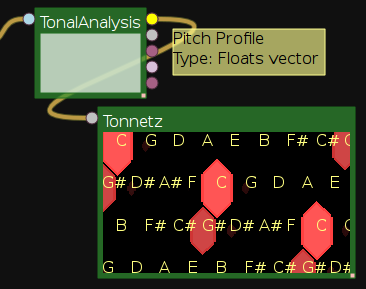 TonalAnalysis
Pitch Profile
Type: Floats vector
Tonnetz
C G D A E B F# C#
G# D# A# F C G D A E
B F# C# G# D# A# F C
G D A E B F# C# G# D#